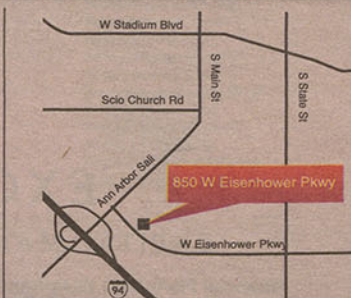 W Stadium Blvd
S Main St
S State St
Scio Church Rd
Ann Arbor Sali
850 W Eisenhower Pkwy
W Eisenhower Pkwy
94